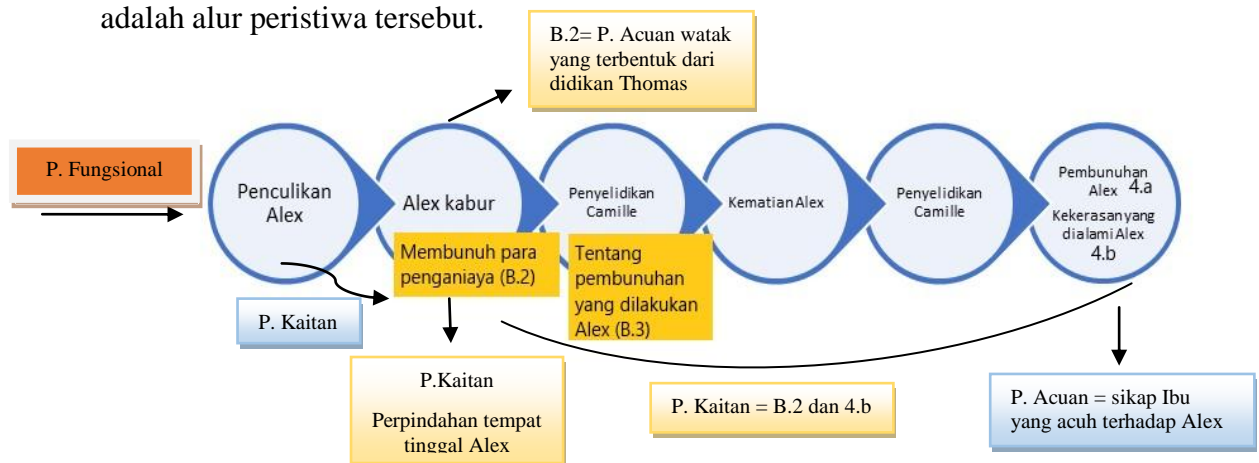 adalah alur peristiwa tersebut.
B.2= P. Acuan watak
yang terbentuk dari
didikan Thomas
P. Fungsional
Penculikan
Alex
Alex kabur
Penyelidikan
Camille
Kematian Alex
Penyelidikan
Camille
Pembunuhan
Alex 4.a
Kekerasan yang
dialami Alex
4.b
Membunuh para
penganiaya (B.2)
Tentang
pembunuhan
yang dilakukan
Alex (B.3)
P. Kaitan
P.Kaitan
Perpindahan tempat
tinggal Alex
P. Kaitan = B.2 dan 4.b
P. Acuan = sikap Ibu
yang acuh terhadap Alex